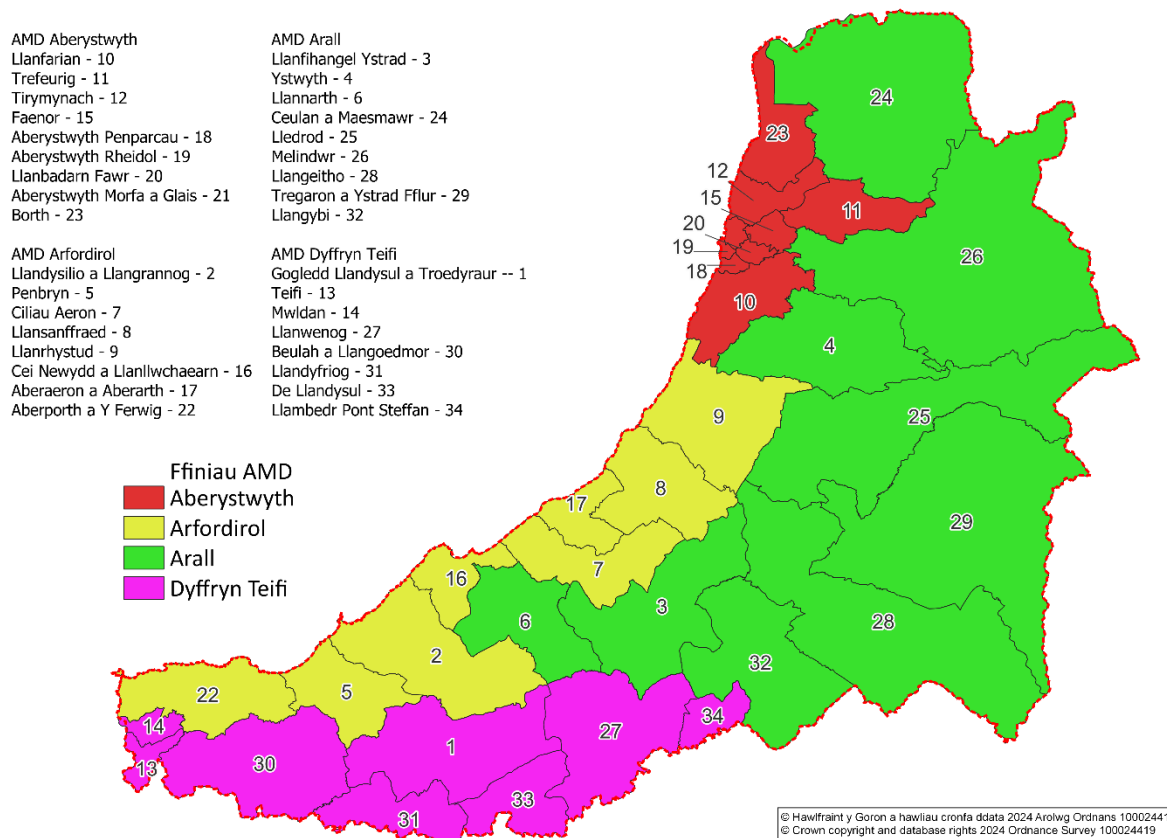 AMD Aberystwyth
Llanfarian - 10
Trefeurig - 11
Tirymynach - 12
Faenor - 15
Aberystwyth Penparcau - 18
Aberystwyth Rheidol - 19
Llanbadarn Fawr - 20
Aberystwyth Morfa a Glais - 21
Borth - 23
AMD Arall
Llanfihangel Ystrad - 3
Ystwyth - 4
Llannarth - 6
Ceulan a Maesmawr - 24
Lledrod - 25
Melindwr - 26
Llangeitho - 28
Tregaron a Ystrad Fflur - 29
Llangybi - 32
AMD Arfordirol
Llandysilio a Llangrannog - 2
Penbryn - 5
Ciliau Aeron - 7
Llansanffraed - 8
Llanrhystud - 9
Cei Newydd a Llanllwchaearn - 16
Aberaeron a Aberarth - 17
Aberporth a Y Ferwig - 22
AMD Dyffryn Teifi
Gogledd Llandysul a Troedyraur -- 1
Teifi - 13
Mwldan - 14
Llanwenog - 27
Beulah a Llangoedmor - 30
Llandyfriog - 31
De Llandysul - 33
Llambedr Pont Steffan - 34
Ffiniau AMD
Aberystwyth
Arfordirol
Arall
Dyffryn Teifi
24
23
12
11
15
20
19
18
26
10
4
9
25
8
17
29
7
16
3
6
28
2
32
5
22
34
14
27
1
30
13
33
31
© Hawlfraint y Goron a hawliau cronfa ddata 2024 Arolwg Ordnans 10002441
© Crown copyright and database rights 2024 Ordnance Survey 100024419